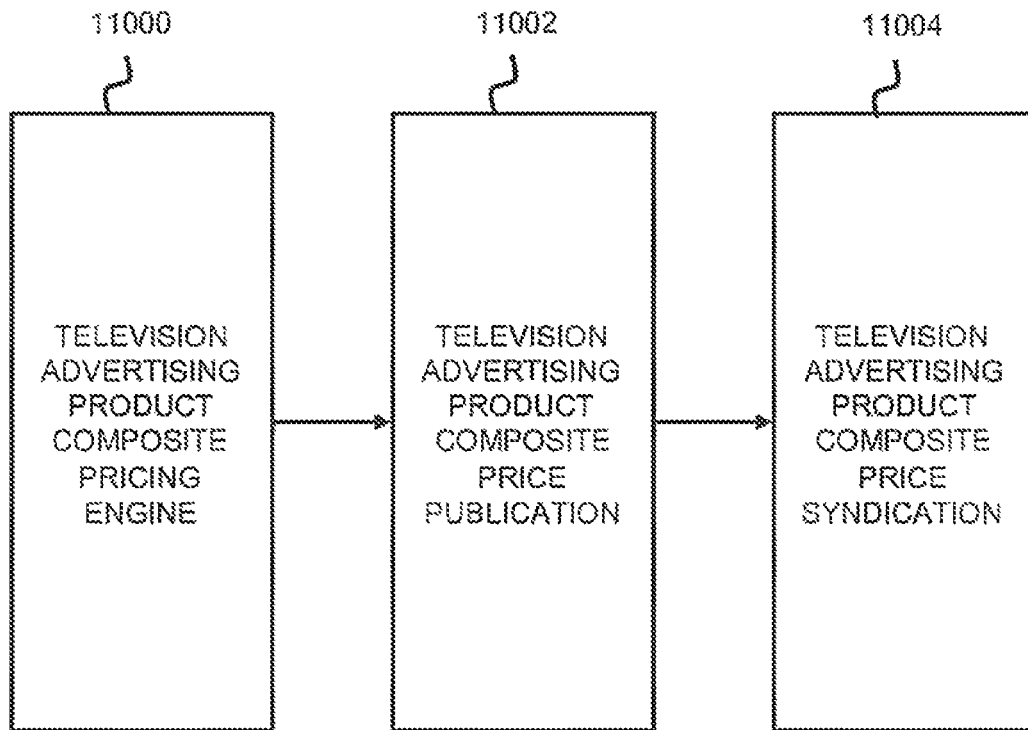 11000
11002
11004
TELEVISION
ADVERTISING
PRODUCT
COMPOSITE
PRICING
ENGINE
TELEVISION
ADVERTISING
PRODUCT
COMPOSITE
PRICE
PUBLICATION
TELEVISION
ADVERTISING
PRODUCT
COMPOSITE
PRICE
SYNDICATION